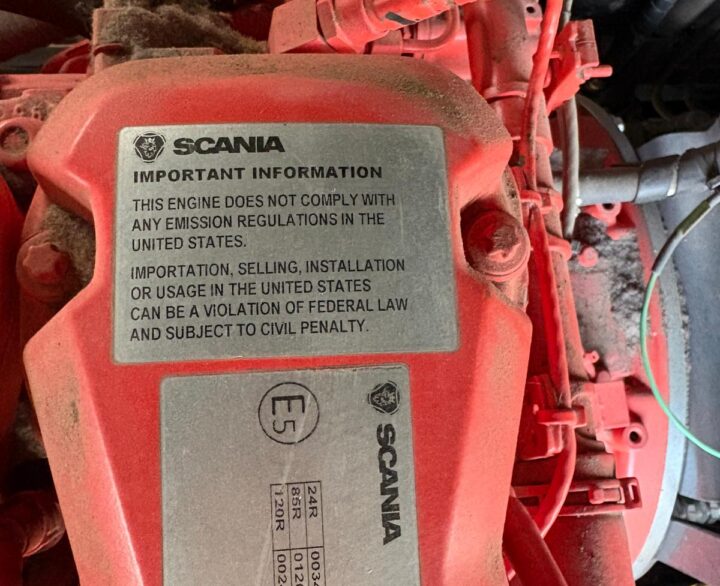 SCANIA
IMPORTANT INFORMATION
THIS ENGINE DOES NOT COMPLY WITH
ANY EMISSION REGULATIONS IN THE
UNITED STATES.
IMPORTATION, SELLING, INSTALLATION
OR USAGE IN THE UNITED STATES
CAN BE A VIOLATION OF FEDERAL LAW
AND SUBJECT TO CIVIL PENALTY.
SCANIA
E5
24R
85R
120R